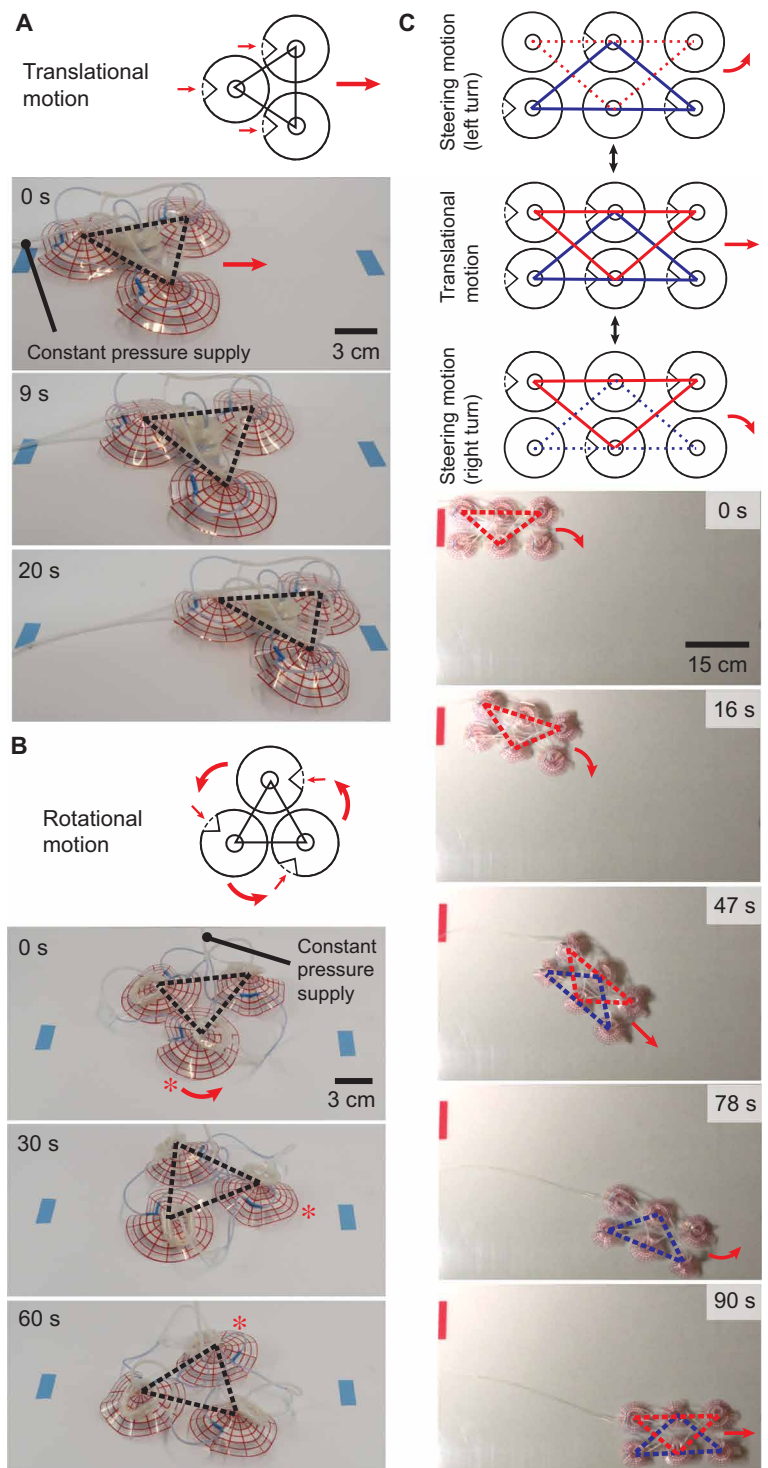 A
Translational
motion
0 s
Constant pressure supply
3 cm
9 s
20 s
B
Rotational
motion
0 s
Constant
pressure
supply
*
3 cm
30 s
*
60 s
*
C
Steering motion
(left turn)
Translational
motion
Steering motion
(right turn)
0 s
15 cm
16 s
47 s
78 s
90 s